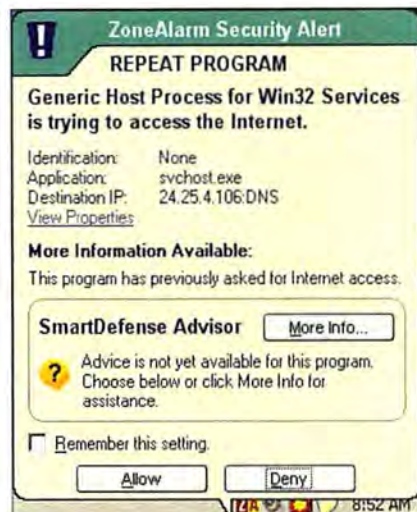 ZoneAlarm Security Alert
REPEAT PROGRAM
Generic Host Process for Win32 Services
is trying to access the Internet.
Identification: None
Application: svchost.exe
Destination IP: 24.25.4.106:DNS
View Properties
More Information Available:
This program has previously asked for Internet access.
SmartDefense Advisor
More Info...
Advice is not yet available for this program.
Choose below or click More Info for
assistance.
Remember this setting.
Allow Deny
ZA 8:52 AM